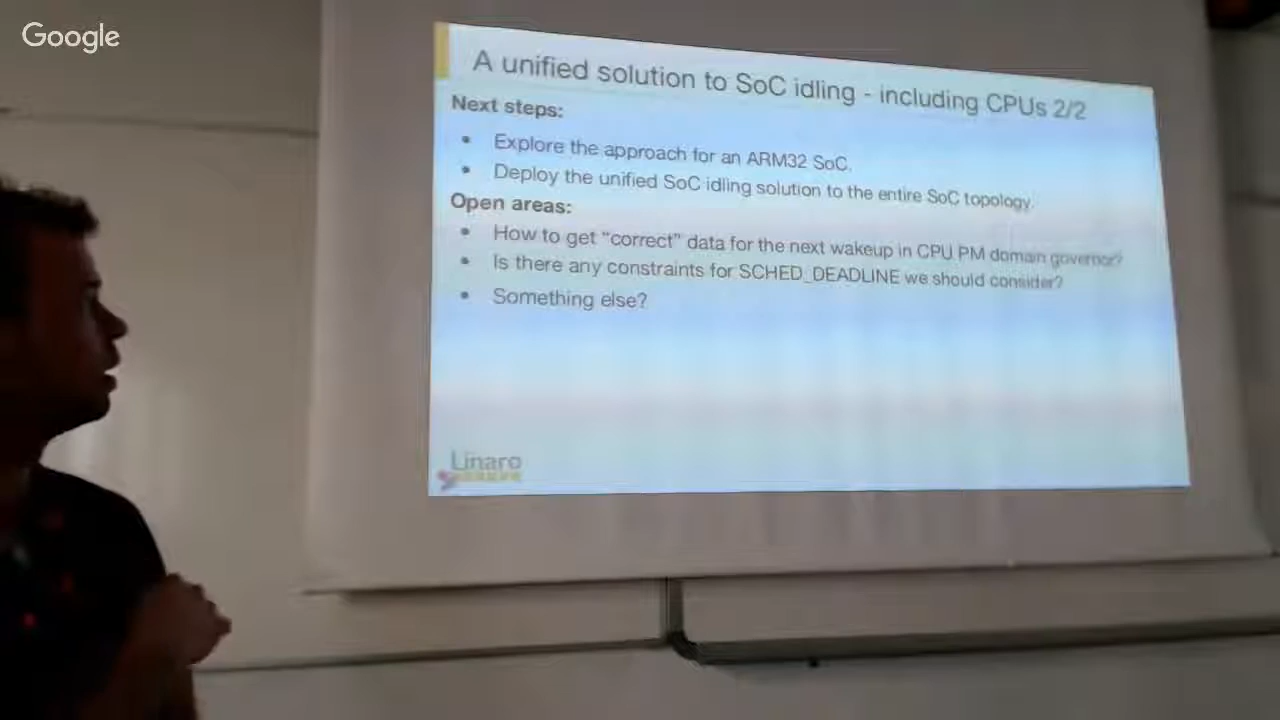 Google
A unified solution to SoC idling - including CPUs 2/2
Next steps:
• Explore the approach for an ARM32 SoC.
• Deploy the unified SoC idling solution to the entire SoC topology.
Open areas:
• How to get “correct” data for the next wakeup in CPU PM domain governor?
• Is there any constraints for SCHED_DEADLINE we should consider?
• Something else?
Linaro